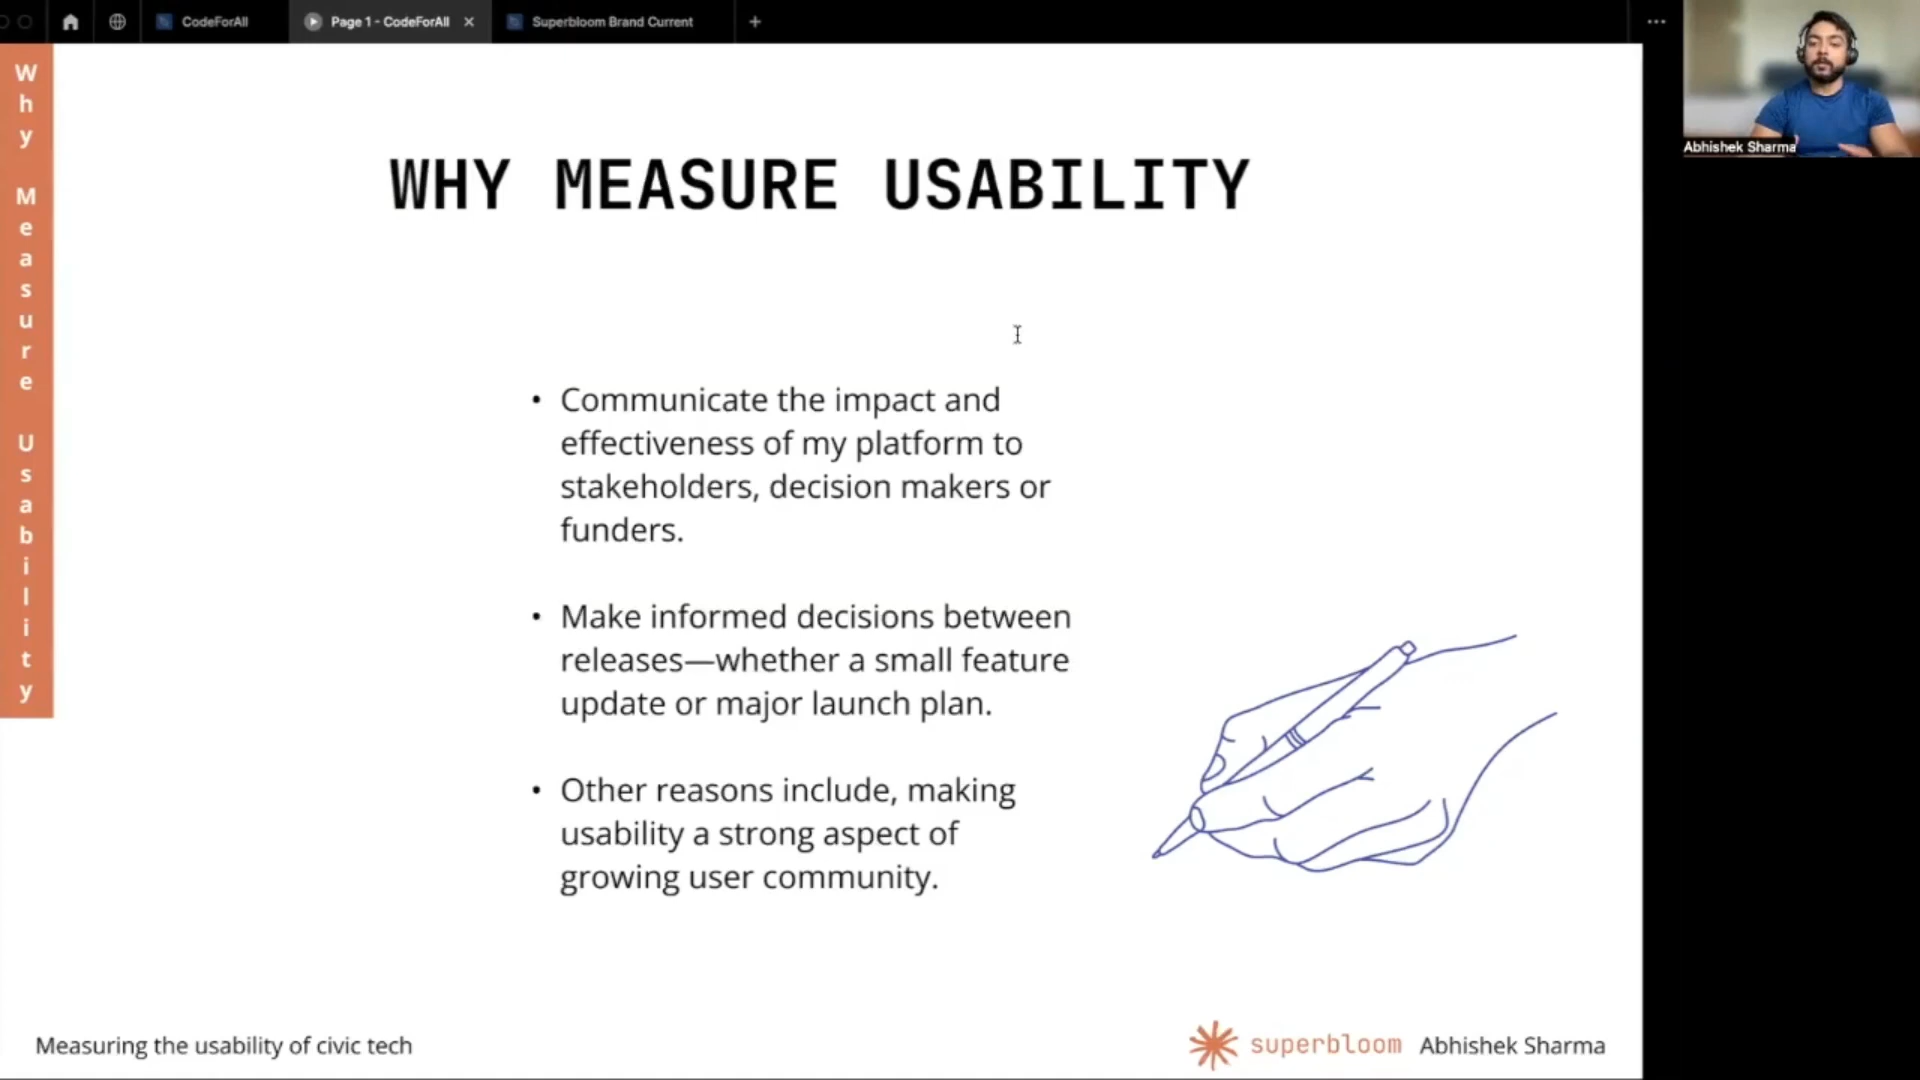 CodeForAll
Page 1 - CodeForAll
Superbloom Brand Current
Abhishek Sharma
Why Measure Usability
WHY MEASURE USABILITY
• Communicate the impact and
effectiveness of my platform to
stakeholders, decision makers or
funders.
• Make informed decisions between
releases—whether a small feature
update or major launch plan.
• Other reasons include, making
usability a strong aspect of
growing user community.
Measuring the usability of civic tech
superbloom
Abhishek Sharma